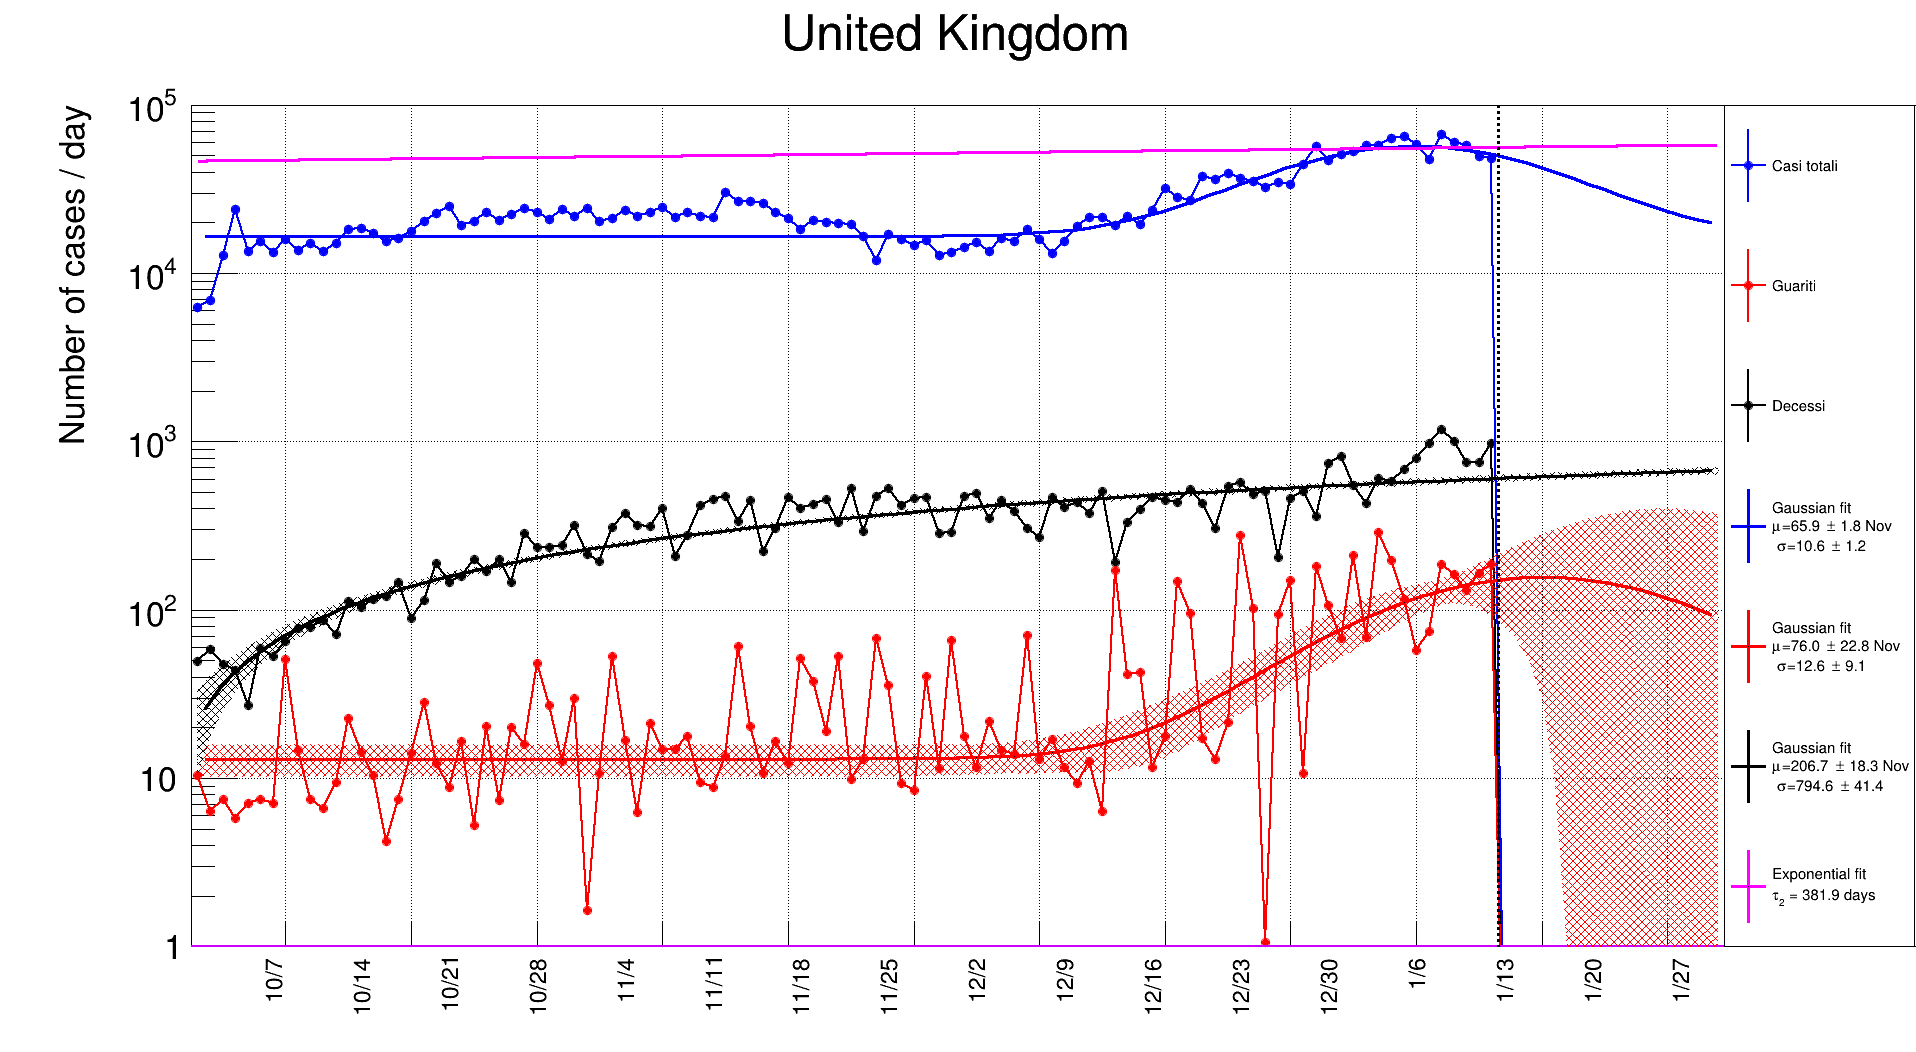 United Kingdom
Number of cases / day
10^5
10^4
10^3
10^2
10
1
10/7
10/14
10/21
10/28
11/4
11/11
11/18
11/25
12/2
12/9
12/16
12/23
12/30
1/6
1/13
1/20
1/27
Casi totali
Guariti
Decessi
Gaussian fit
μ=65.9 ± 1.8 Nov
σ=10.6 ± 1.2
Gaussian fit
μ=76.0 ± 22.8 Nov
σ=12.6 ± 9.1
Gaussian fit
μ=206.7 ± 18.3 Nov
σ=794.6 ± 41.4
Exponential fit
τ₂ = 381.9 days